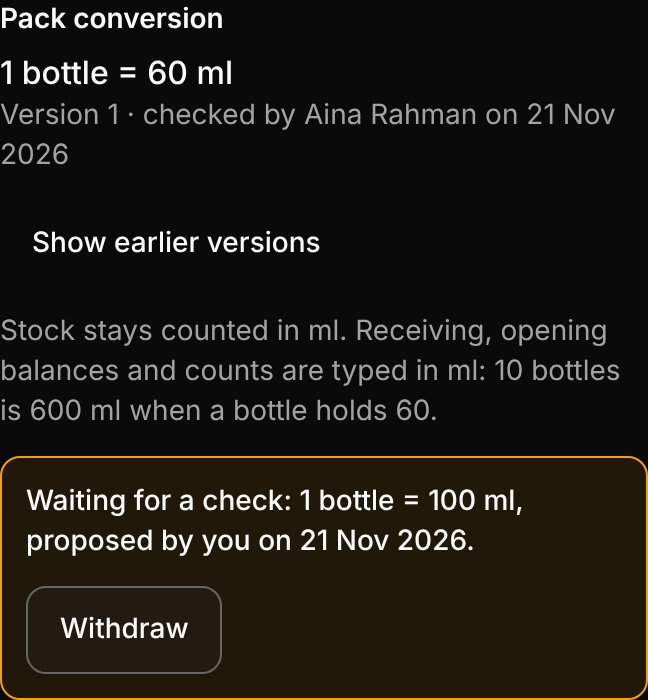 Pack conversion
1 bottle = 60 ml
Version 1 · checked by Aina Rahman on 21 Nov
2026
Show earlier versions
Stock stays counted in ml. Receiving, opening
balances and counts are typed in ml: 10 bottles
is 600 ml when a bottle holds 60.
Waiting for a check: 1 bottle = 100 ml,
proposed by you on 21 Nov 2026.
Withdraw